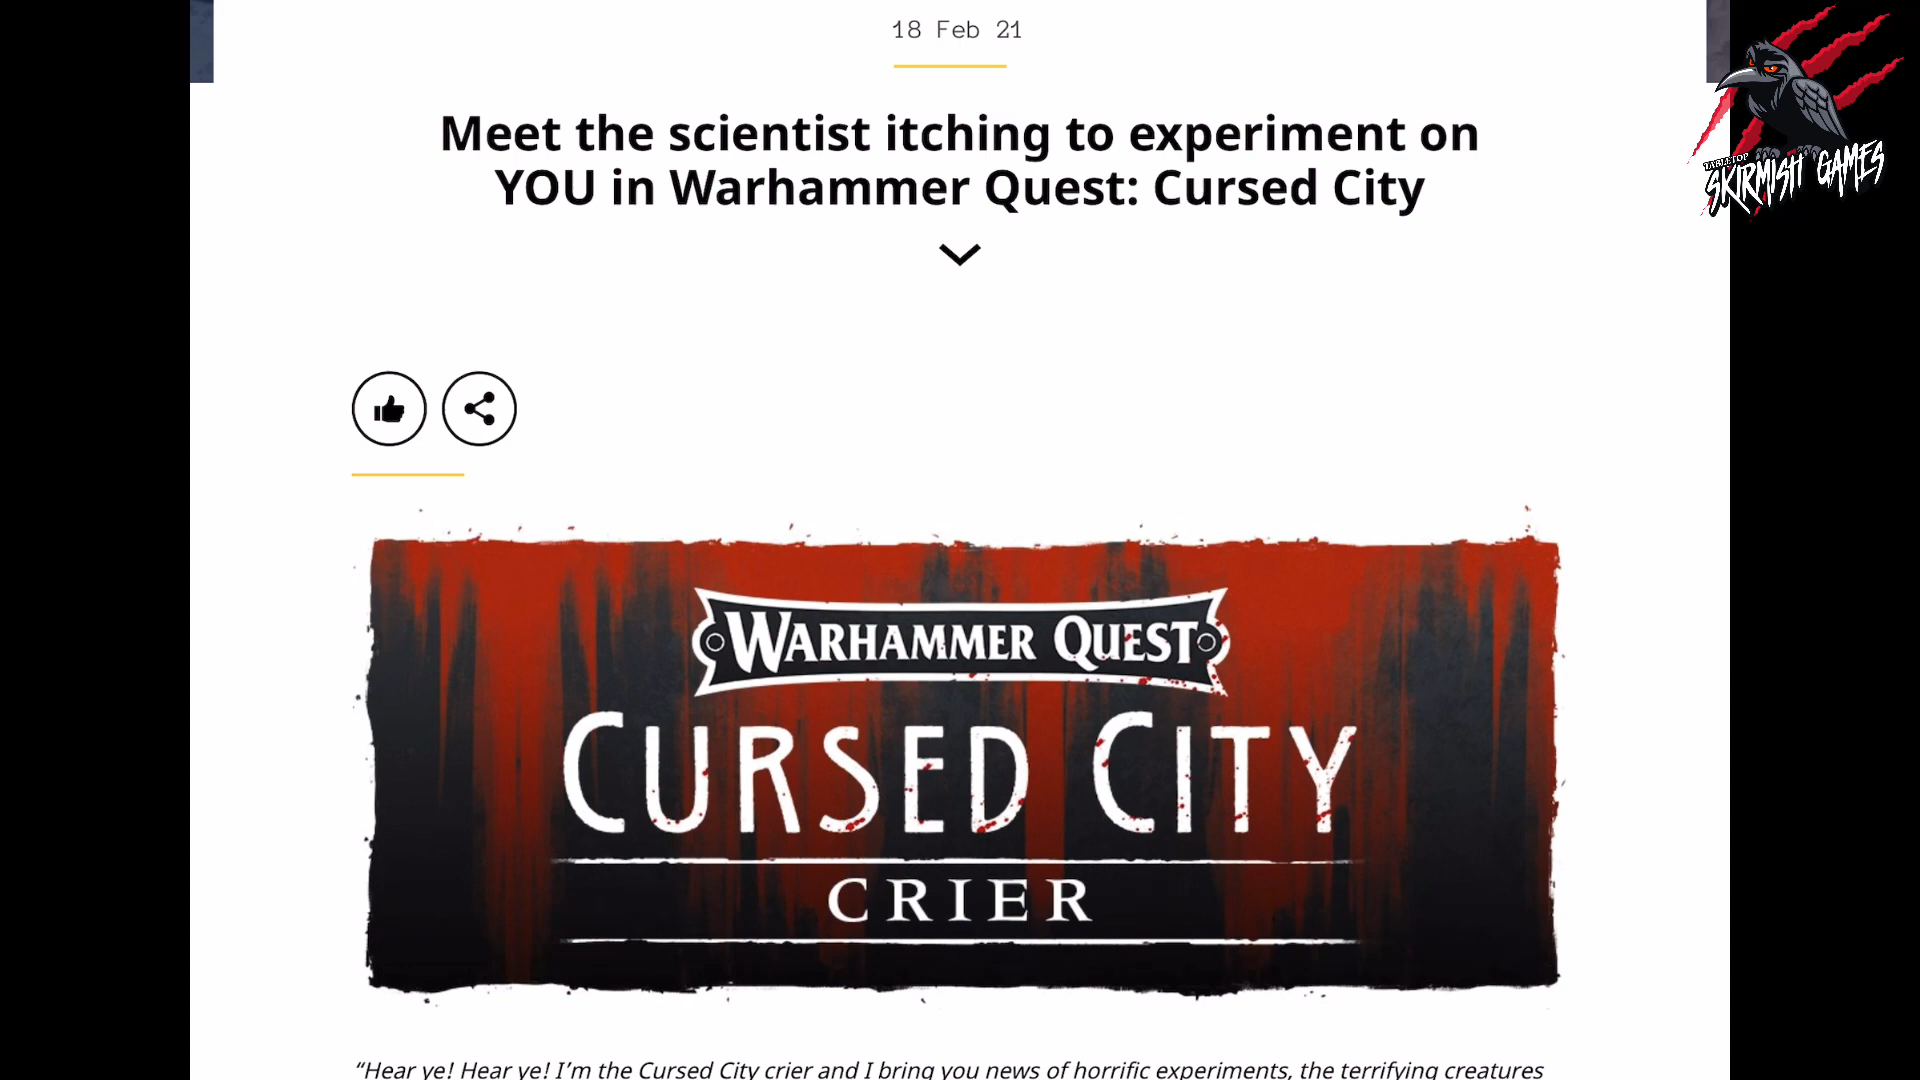 18 Feb 21
Meet the scientist itching to experiment on
YOU in Warhammer Quest: Cursed City
TABLETOP
SKIRMISH GAMES
WARHAMMER QUEST
CURSED CITY
CRIER
“Hear ye! Hear ye! I’m the Cursed City crier and I bring you news of horrific experiments, the terrifying creatures